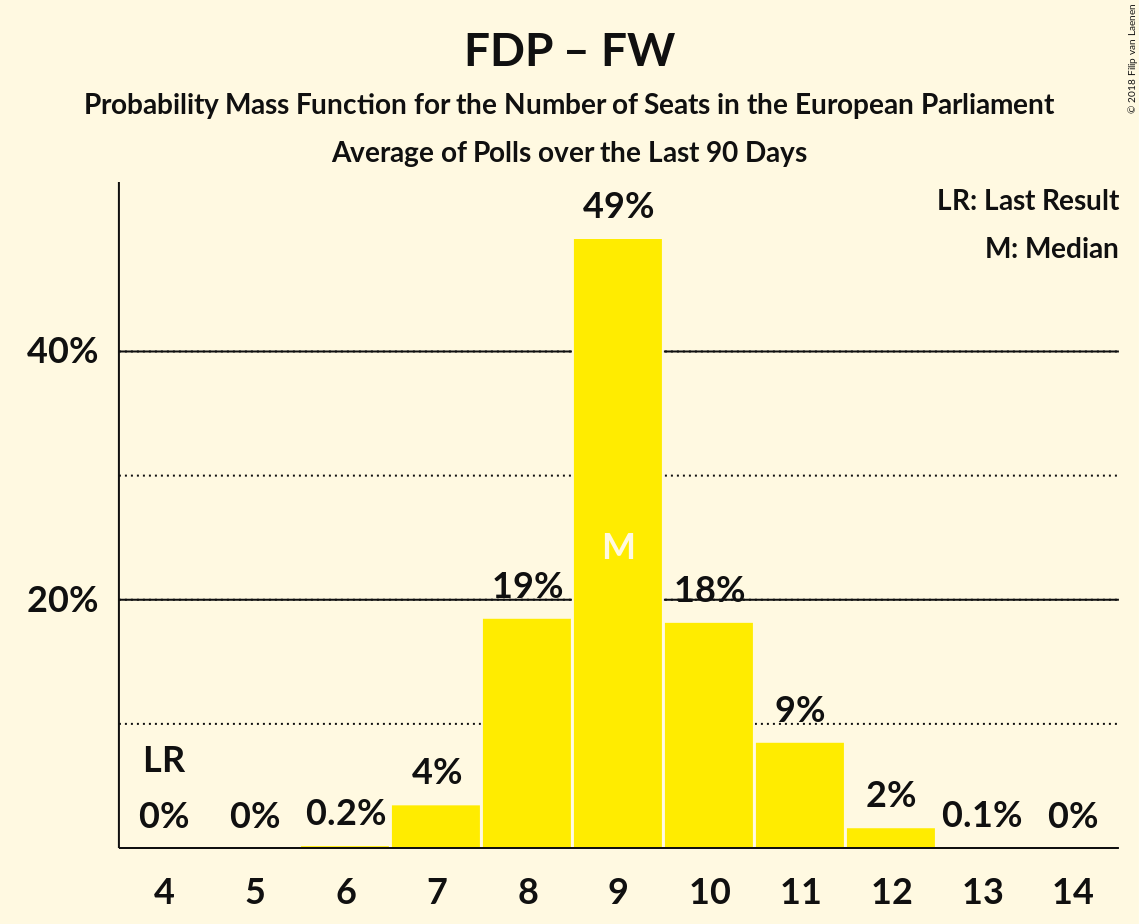 FDP – FW
Probability Mass Function for the Number of Seats in the European Parliament
Average of Polls over the Last 90 Days
© 2018 Filip van Laenen
LR: Last Result
M: Median
49%
40%
M
19%
18%
20%
9%
LR
4%
2%
0%
0%
0.2%
0.1%
0%
4 5 6 7 8 9 10 11 12 13 14